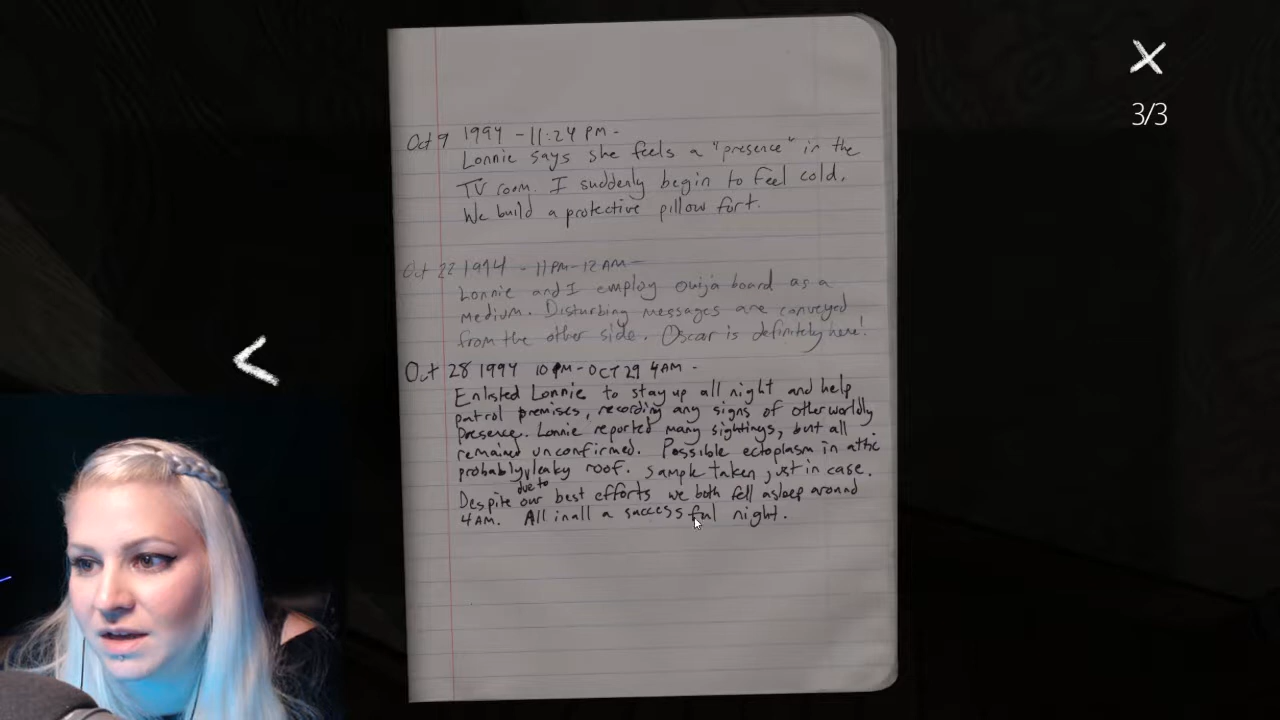 3/3
Oct 9 1994 - 11:24 PM -
Lonnie says she feels a "presence" in the
TV room. I suddenly begin to feel cold.
We build a protective pillow fort.
Oct 22 1994 - 11PM-12AM-
Lonnie and I employ ouija board as a
medium. Disturbing messages are conveyed
from the other side. Oscar is definitely here!
Oct 28 1994 10PM-OCT 29 4AM -
Enlisted Lonnie to stay up all night and help
patrol premises, recording any signs of otherworldly
presence. Lonnie reported many sightings, but all
remained unconfirmed. Possible ectoplasm in attic
probably leaky roof. Sample taken just in case.
due to
Despite our best efforts we both fell asleep around
4AM. All in all a successful night.